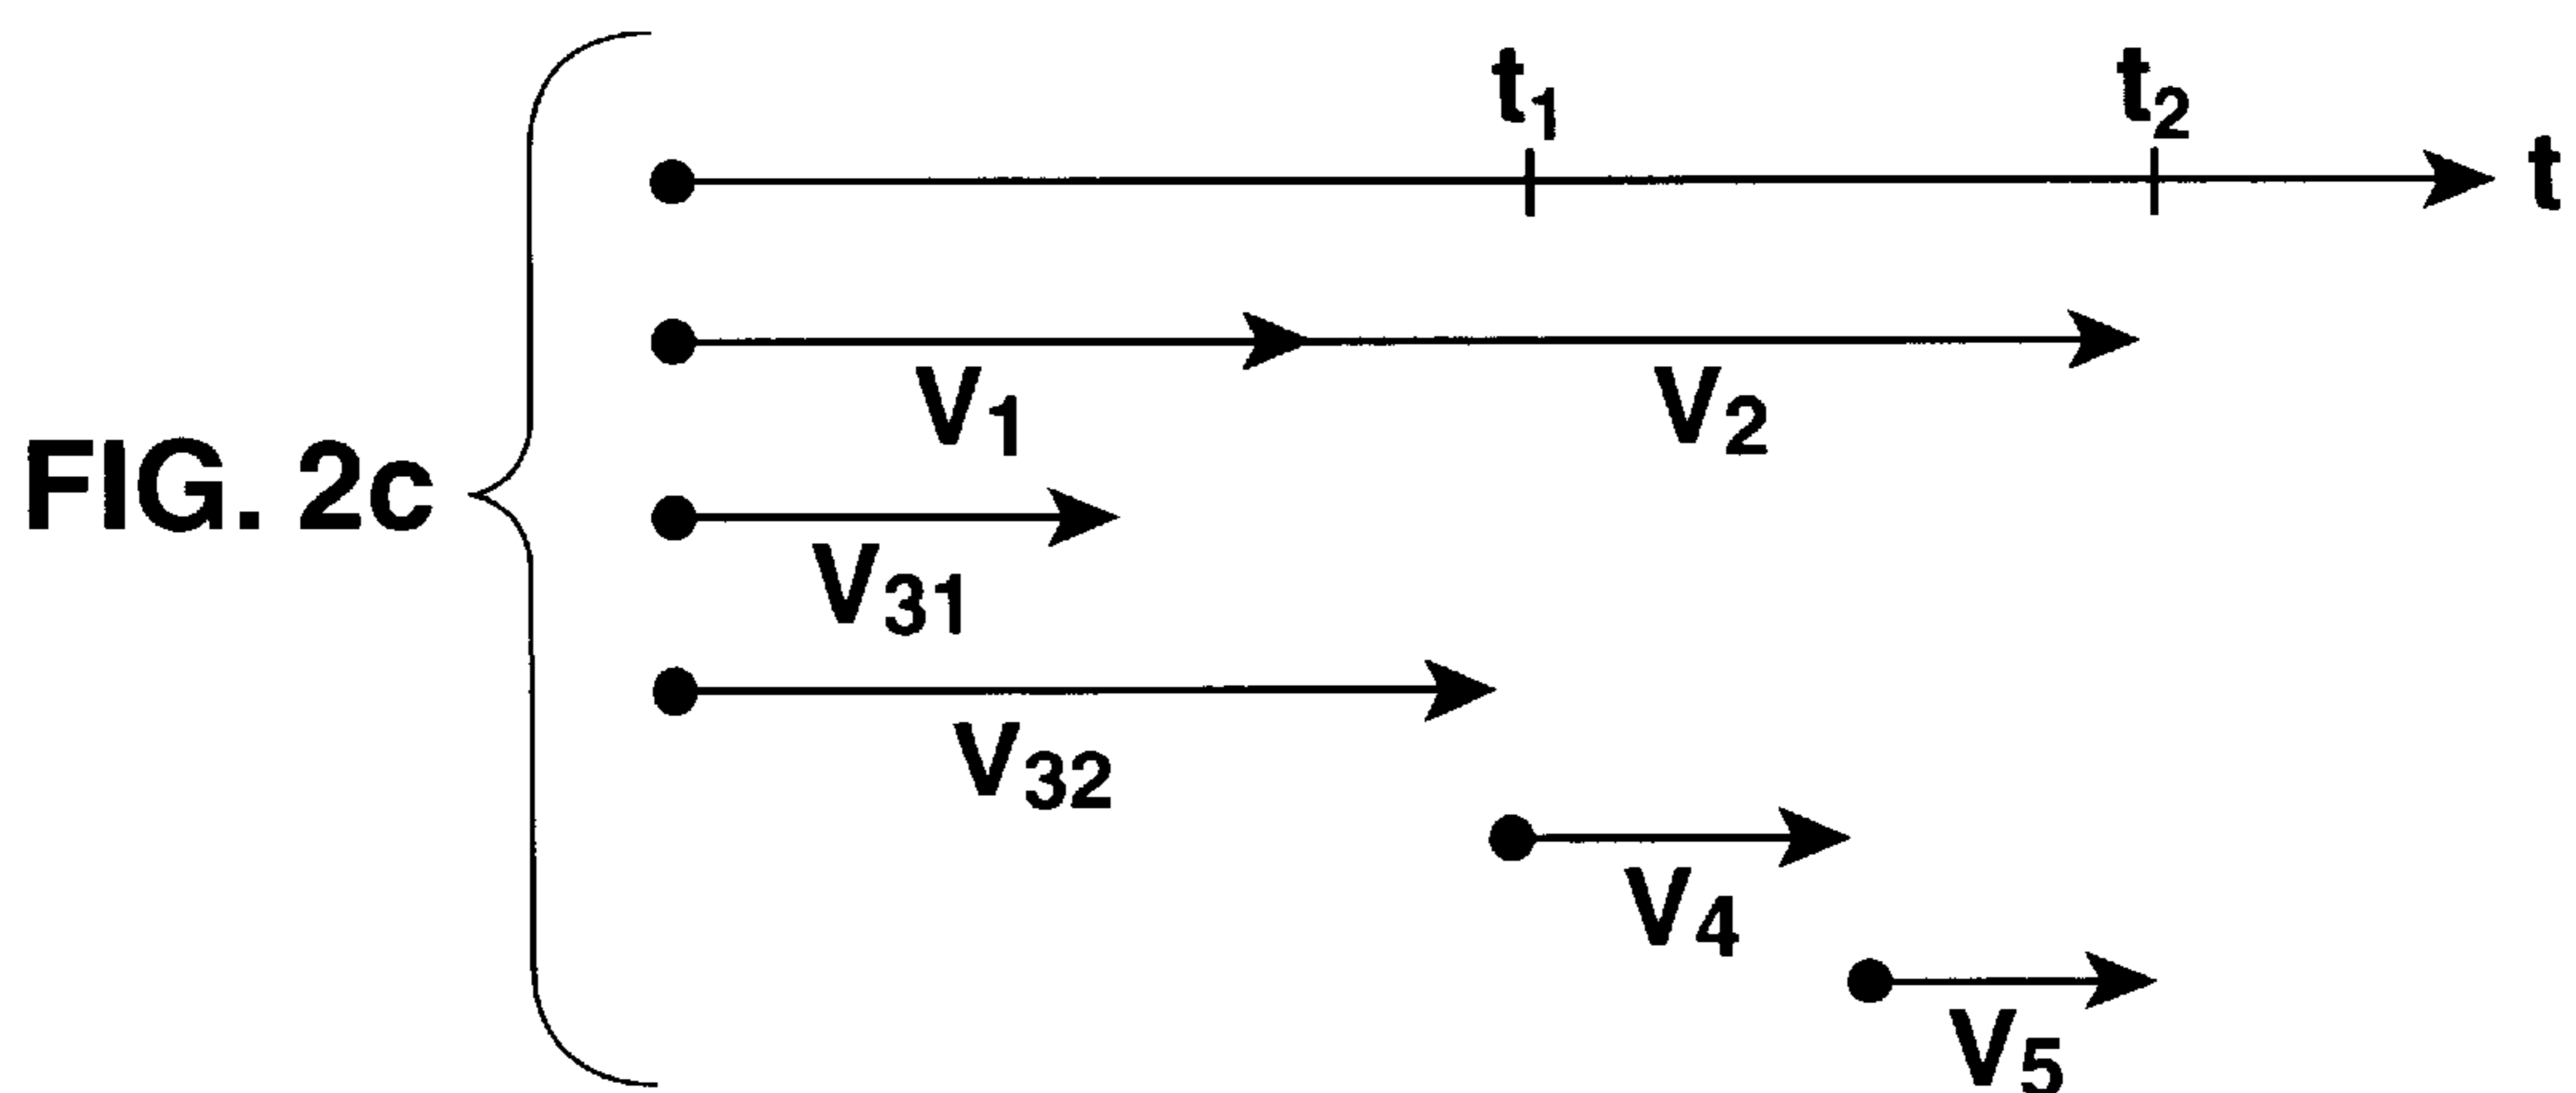 t₁ t₂
t
V₁ V₂
FIG. 2c
V₃₁
V₃₂
V₄
V₅